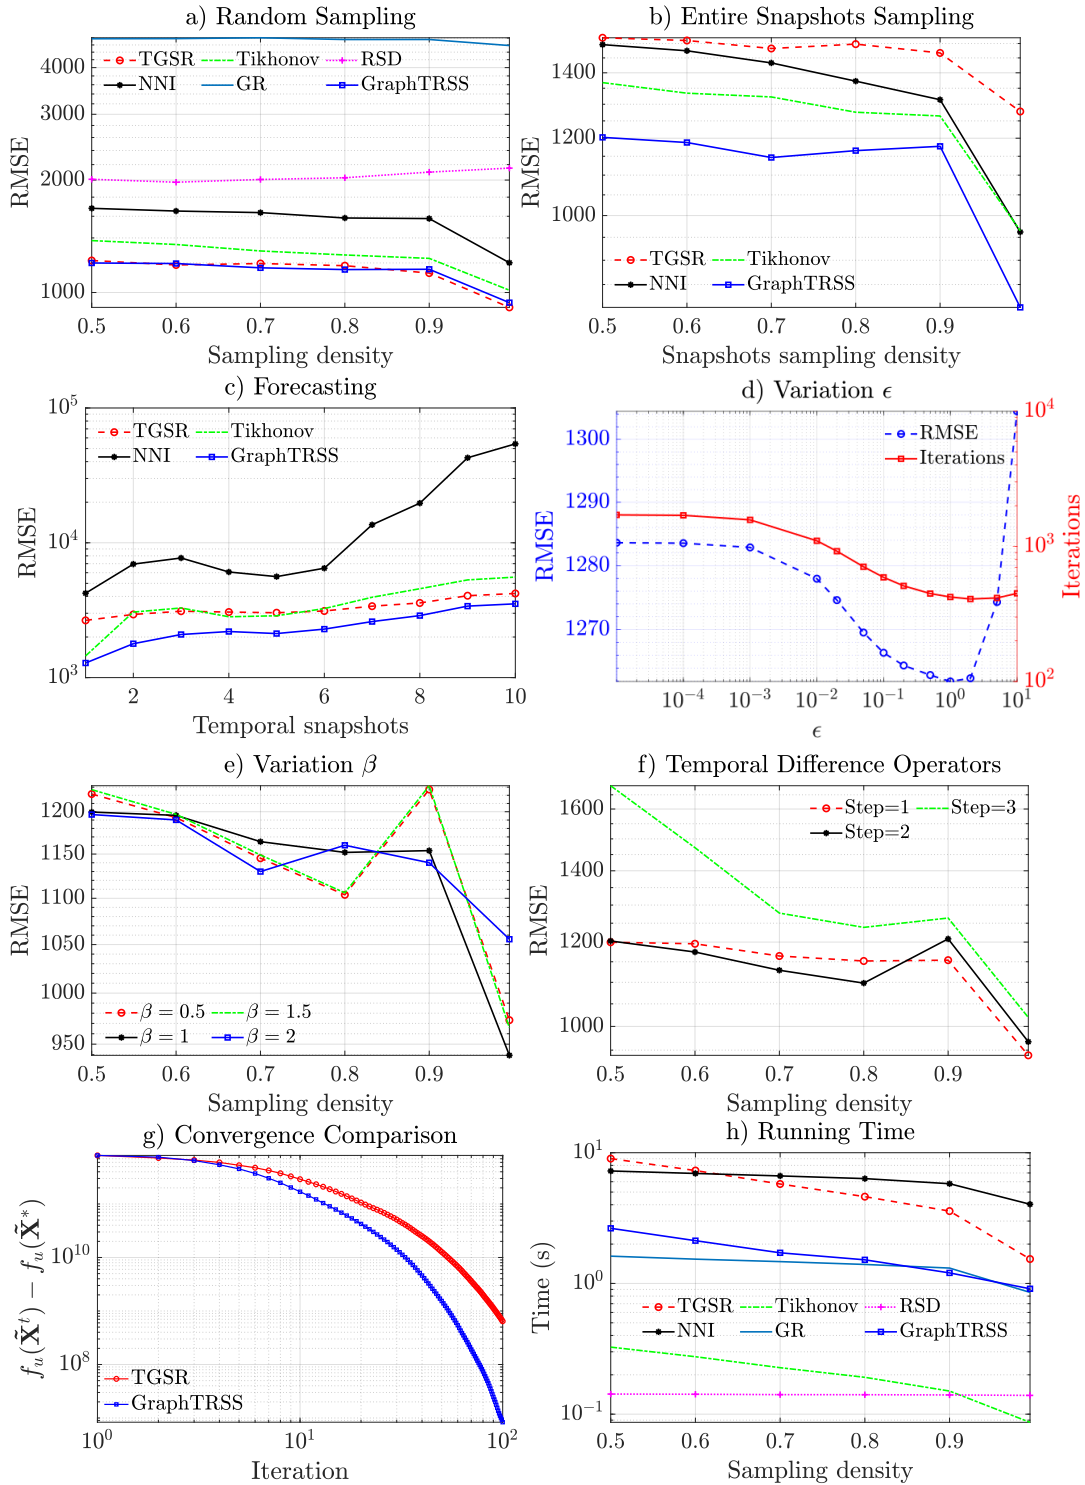 a) Random Sampling
4000
3000
2000
1000
RMSE
TGSR Tikhonov RSD
NNI GR GraphTRSS
0.5 0.6 0.7 0.8 0.9
Sampling density
b) Entire Snapshots Sampling
1400
1200
1000
RMSE
TGSR Tikhonov
NNI GraphTRSS
0.5 0.6 0.7 0.8 0.9
Snapshots sampling density
c) Forecasting
10^5
10^4
10^3
RMSE
TGSR Tikhonov
NNI GraphTRSS
2 4 6 8 10
Temporal snapshots
d) Variation ϵ
1300
1290
1280
1270
RMSE
RMSE
Iterations
10^4
10^3
10^2
Iterations
10^−4 10^−3 10^−2 10^−1 10^0 10^1
ϵ
e) Variation β
1200
1150
1100
1050
1000
950
RMSE
β = 0.5 β = 1.5
β = 1 β = 2
0.5 0.6 0.7 0.8 0.9
Sampling density
f) Temporal Difference Operators
1600
1400
1200
1000
RMSE
Step=1 Step=3
Step=2
0.5 0.6 0.7 0.8 0.9
Sampling density
g) Convergence Comparison
10^10
10^8
f_u(X̃^t) − f_u(X̃^*)
TGSR
GraphTRSS
10^0 10^1 10^2
Iteration
h) Running Time
10^1
10^0
10^−1
Time (s)
TGSR Tikhonov RSD
NNI GR GraphTRSS
0.5 0.6 0.7 0.8 0.9
Sampling density